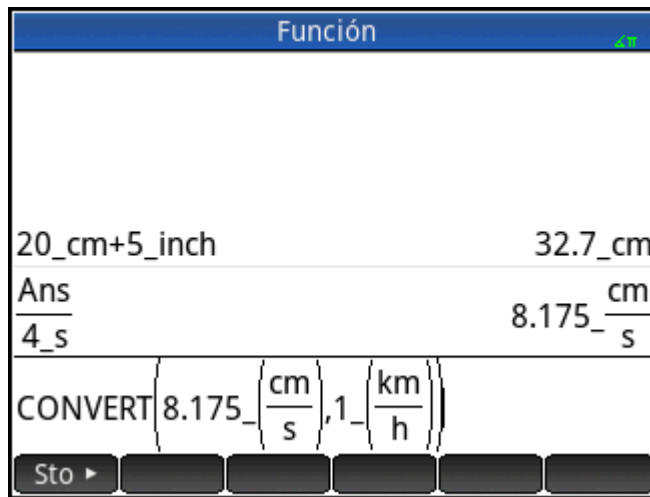 Función
∡π
20_cm+5_inch 32.7_cm
Ans/4_s 8.175_cm/s
CONVERT(8.175_(cm/s),1_(km/h))
Sto ▸